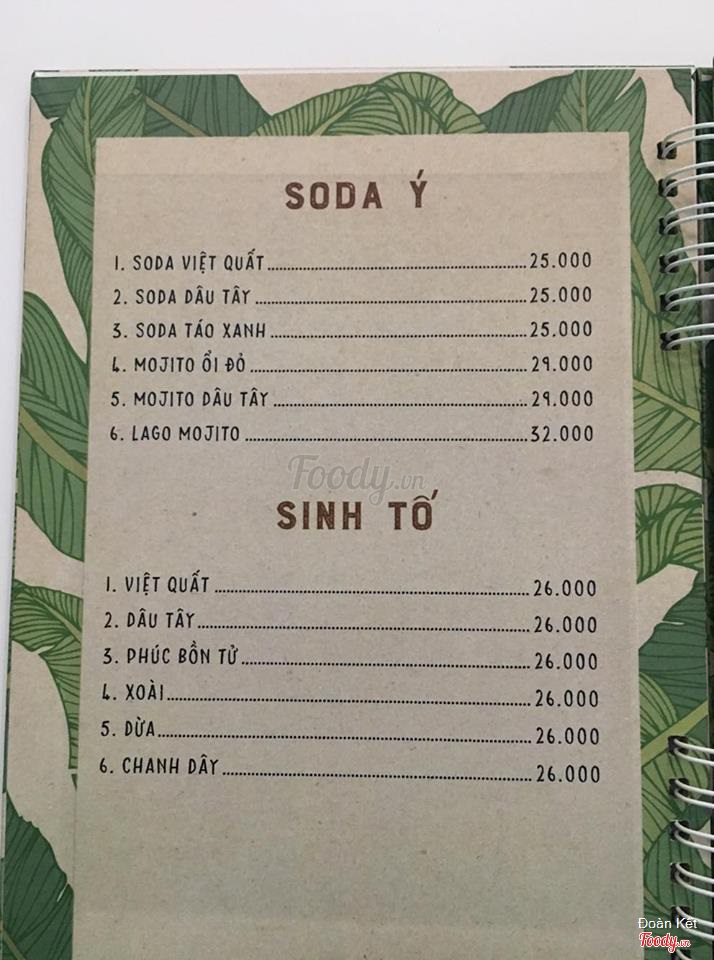 SODA Ý
1. SODA VIỆT QUẤT 25.000
2. SODA DÂU TÂY 25.000
3. SODA TÁO XANH 25.000
4. MOJITO ỔI ĐỎ 29.000
5. MOJITO DÂU TÂY 29.000
6. LAGO MOJITO 32.000
Foody.vn
SINH TỐ
1. VIỆT QUẤT 26.000
2. DÂU TÂY 26.000
3. PHÚC BỒN TỬ 26.000
4. XOÀI 26.000
5. DỪA 26.000
6. CHANH DÂY 26.000
Đoàn Kết
Foody.vn